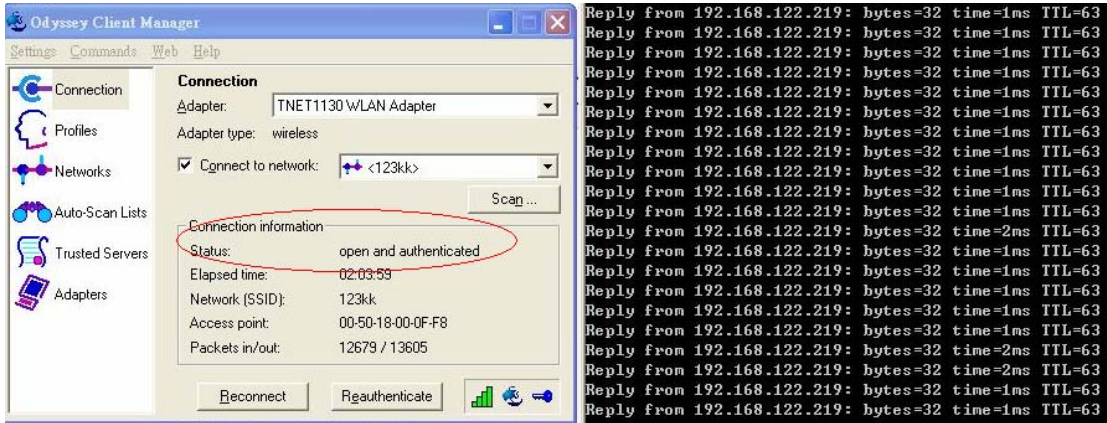 Odyssey Client Manager
Settings Commands Web Help
Connection
Profiles
Networks
Auto-Scan Lists
Trusted Servers
Adapters
Connection
Adapter: TNET1130 WLAN Adapter
Adapter type: wireless
Connect to network: <123kk>
Scan ...
Connection information
Status: open and authenticated
Elapsed time: 02:03:59
Network (SSID): 123kk
Access point: 00-50-18-00-0F-F8
Packets in/out: 12679 / 13605
Reconnect Reauthenticate
Reply from 192.168.122.219: bytes=32 time=1ms TTL=63
Reply from 192.168.122.219: bytes=32 time=1ms TTL=63
Reply from 192.168.122.219: bytes=32 time=1ms TTL=63
Reply from 192.168.122.219: bytes=32 time=1ms TTL=63
Reply from 192.168.122.219: bytes=32 time=1ms TTL=63
Reply from 192.168.122.219: bytes=32 time=1ms TTL=63
Reply from 192.168.122.219: bytes=32 time=1ms TTL=63
Reply from 192.168.122.219: bytes=32 time=1ms TTL=63
Reply from 192.168.122.219: bytes=32 time=1ms TTL=63
Reply from 192.168.122.219: bytes=32 time=1ms TTL=63
Reply from 192.168.122.219: bytes=32 time=1ms TTL=63
Reply from 192.168.122.219: bytes=32 time=2ms TTL=63
Reply from 192.168.122.219: bytes=32 time=1ms TTL=63
Reply from 192.168.122.219: bytes=32 time=1ms TTL=63
Reply from 192.168.122.219: bytes=32 time=1ms TTL=63
Reply from 192.168.122.219: bytes=32 time=1ms TTL=63
Reply from 192.168.122.219: bytes=32 time=1ms TTL=63
Reply from 192.168.122.219: bytes=32 time=2ms TTL=63
Reply from 192.168.122.219: bytes=32 time=2ms TTL=63
Reply from 192.168.122.219: bytes=32 time=1ms TTL=63
Reply from 192.168.122.219: bytes=32 time=1ms TTL=63